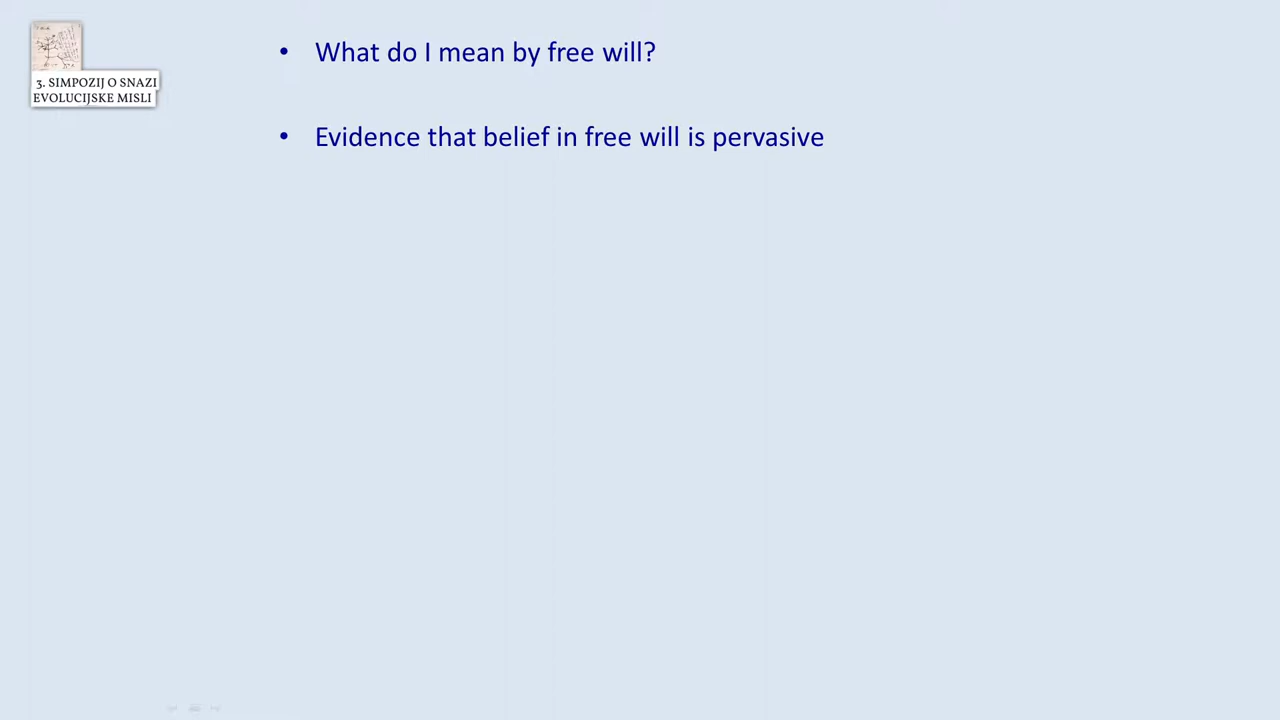 3. SIMPOZIJ O SNAZI
EVOLUCIJSKE MISLI
• What do I mean by free will?
• Evidence that belief in free will is pervasive